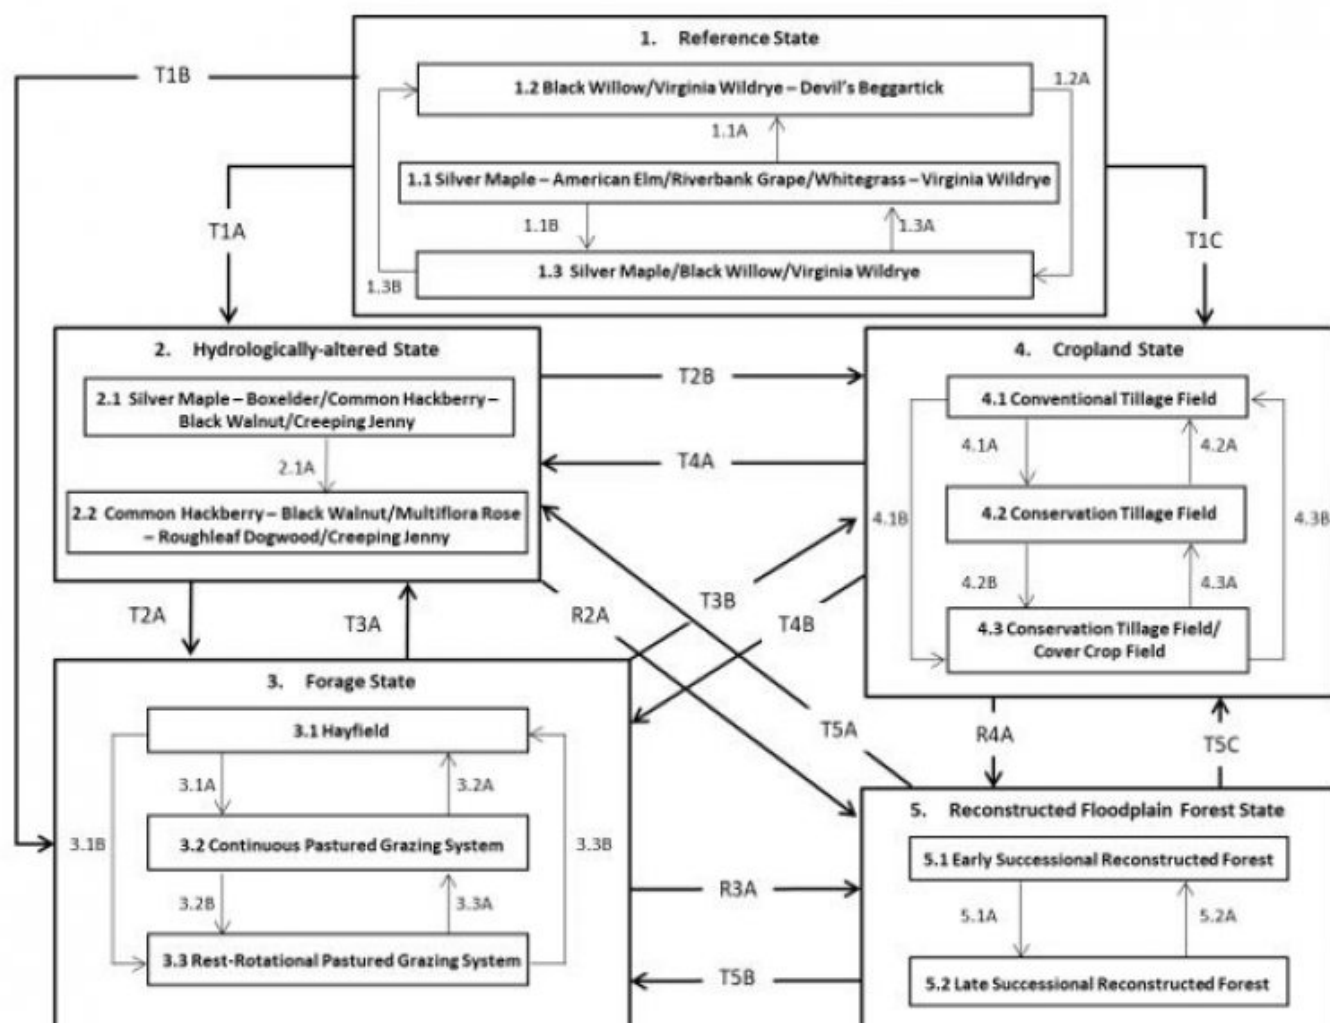 1. Reference State
T1B
1.2 Black Willow/Virginia Wildrye – Devil's Beggartick
1.2A
1.1A
1.1 Silver Maple – American Elm/Riverbank Grape/Whitegrass – Virginia Wildrye
1.1B
1.3A
T1A
T1C
1.3 Silver Maple/Black Willow/Virginia Wildrye
1.3B
2. Hydrologically-altered State
2.1 Silver Maple – Boxelder/Common Hackberry –
Black Walnut/Creeping Jenny
2.1A
2.2 Common Hackberry – Black Walnut/Multiflora Rose
– Roughleaf Dogwood/Creeping Jenny
T2B
T4A
4. Cropland State
4.1 Conventional Tillage Field
4.1A
4.2A
4.1B
4.2 Conservation Tillage Field
4.3B
4.2B
4.3A
4.3 Conservation Tillage Field/
Cover Crop Field
T2A
T3A
R2A
T3B
T4B
T5A
R4A
T5C
3. Forage State
3.1 Hayfield
3.1A
3.2A
3.1B
3.2 Continuous Pastured Grazing System
3.3B
3.2B
3.3A
3.3 Rest-Rotational Pastured Grazing System
R3A
T5B
5. Reconstructed Floodplain Forest State
5.1 Early Successional Reconstructed Forest
5.1A
5.2A
5.2 Late Successional Reconstructed Forest